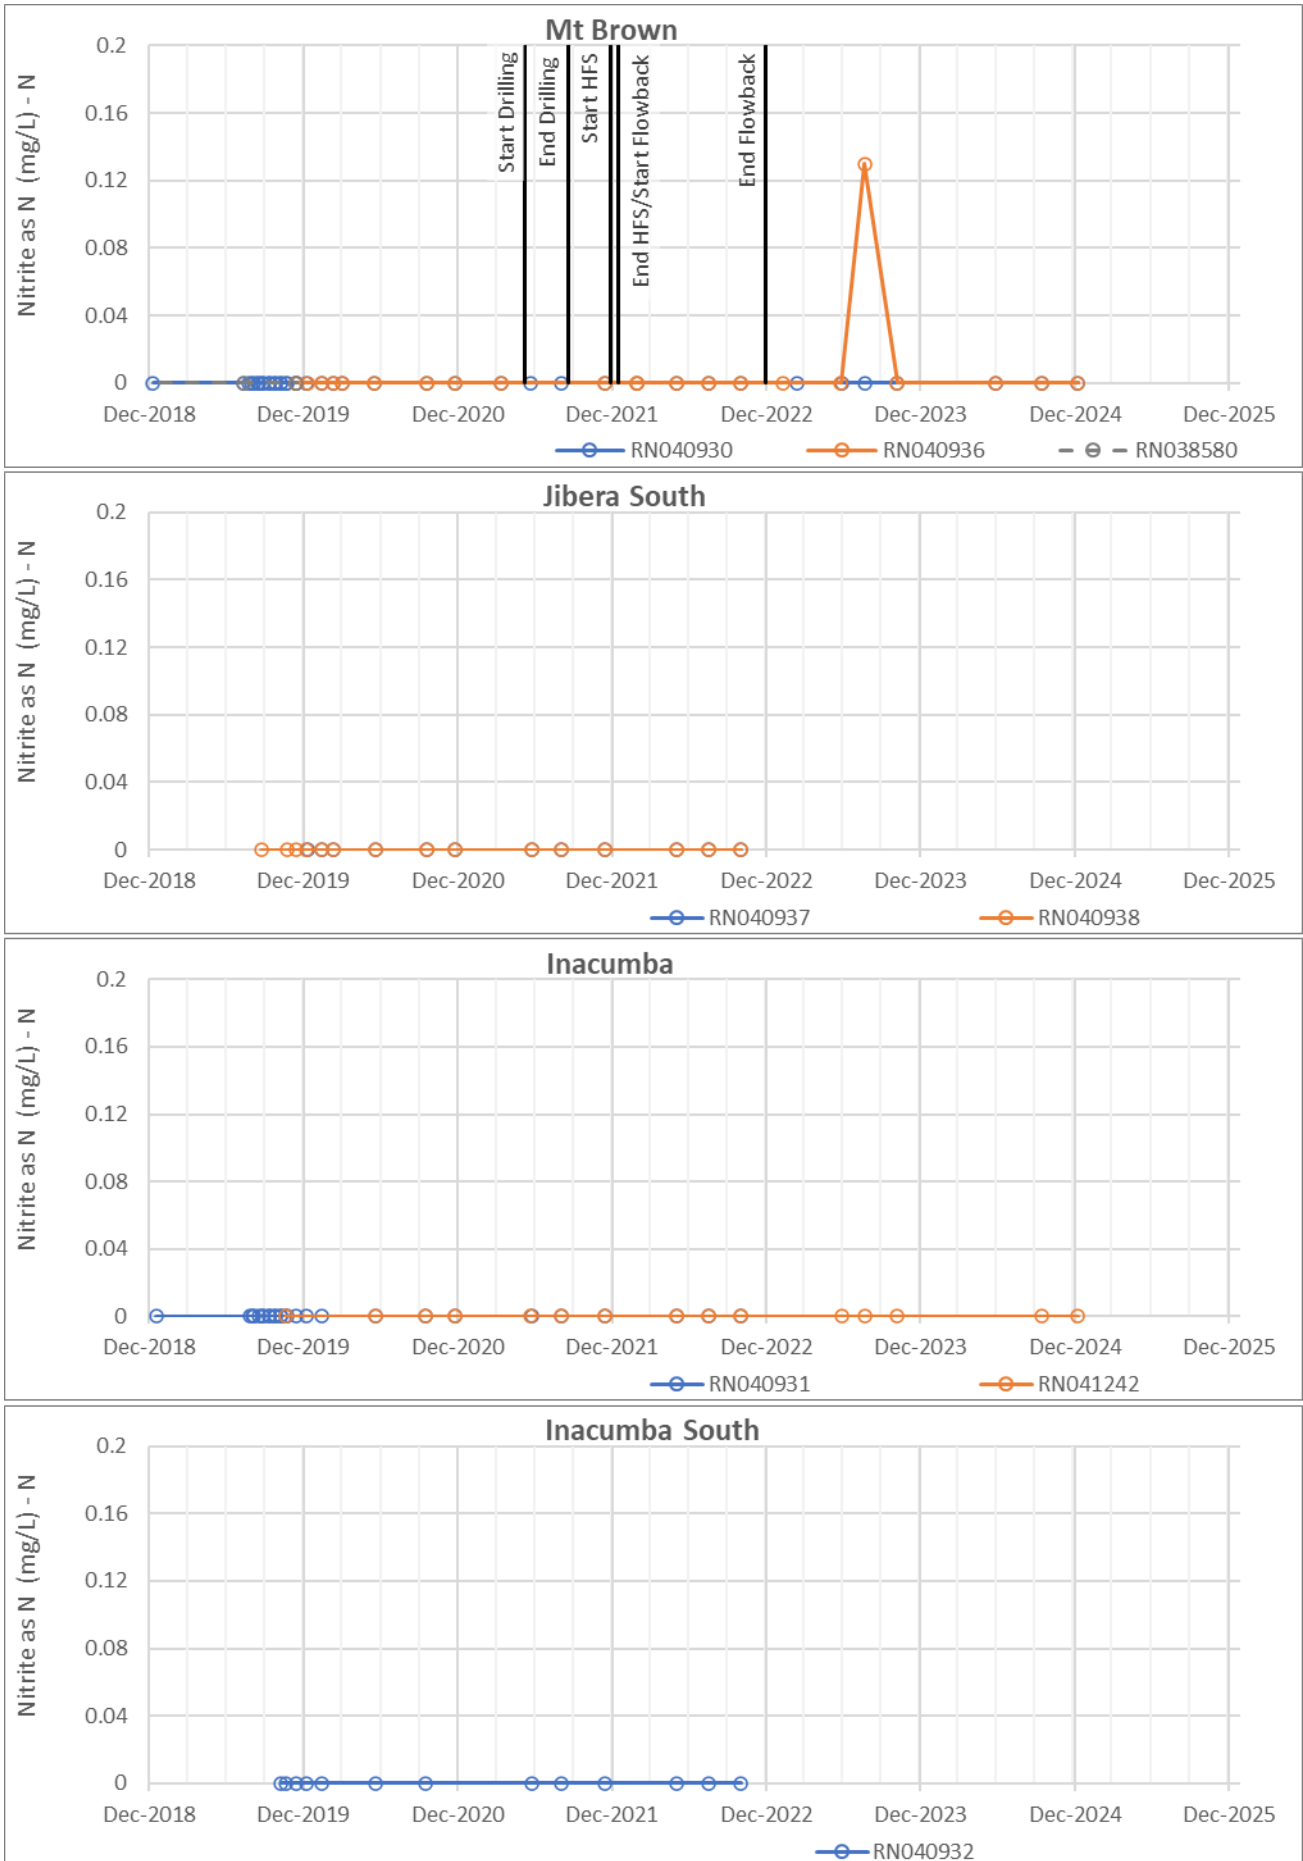 Mt Brown
Nitrite as N (mg/L) - N
0.2
0.16
0.12
0.08
0.04
0
Start Drilling
End Drilling
Start HFS
End HFS/Start Flowback
End Flowback
Dec-2018 Dec-2019 Dec-2020 Dec-2021 Dec-2022 Dec-2023 Dec-2024 Dec-2025
RN040930 RN040936 RN038580
Jibera South
Nitrite as N (mg/L) - N
0.2
0.16
0.12
0.08
0.04
0
Dec-2018 Dec-2019 Dec-2020 Dec-2021 Dec-2022 Dec-2023 Dec-2024 Dec-2025
RN040937 RN040938
Inacumba
Nitrite as N (mg/L) - N
0.2
0.16
0.12
0.08
0.04
0
Dec-2018 Dec-2019 Dec-2020 Dec-2021 Dec-2022 Dec-2023 Dec-2024 Dec-2025
RN040931 RN041242
Inacumba South
Nitrite as N (mg/L) - N
0.2
0.16
0.12
0.08
0.04
0
Dec-2018 Dec-2019 Dec-2020 Dec-2021 Dec-2022 Dec-2023 Dec-2024 Dec-2025
RN040932